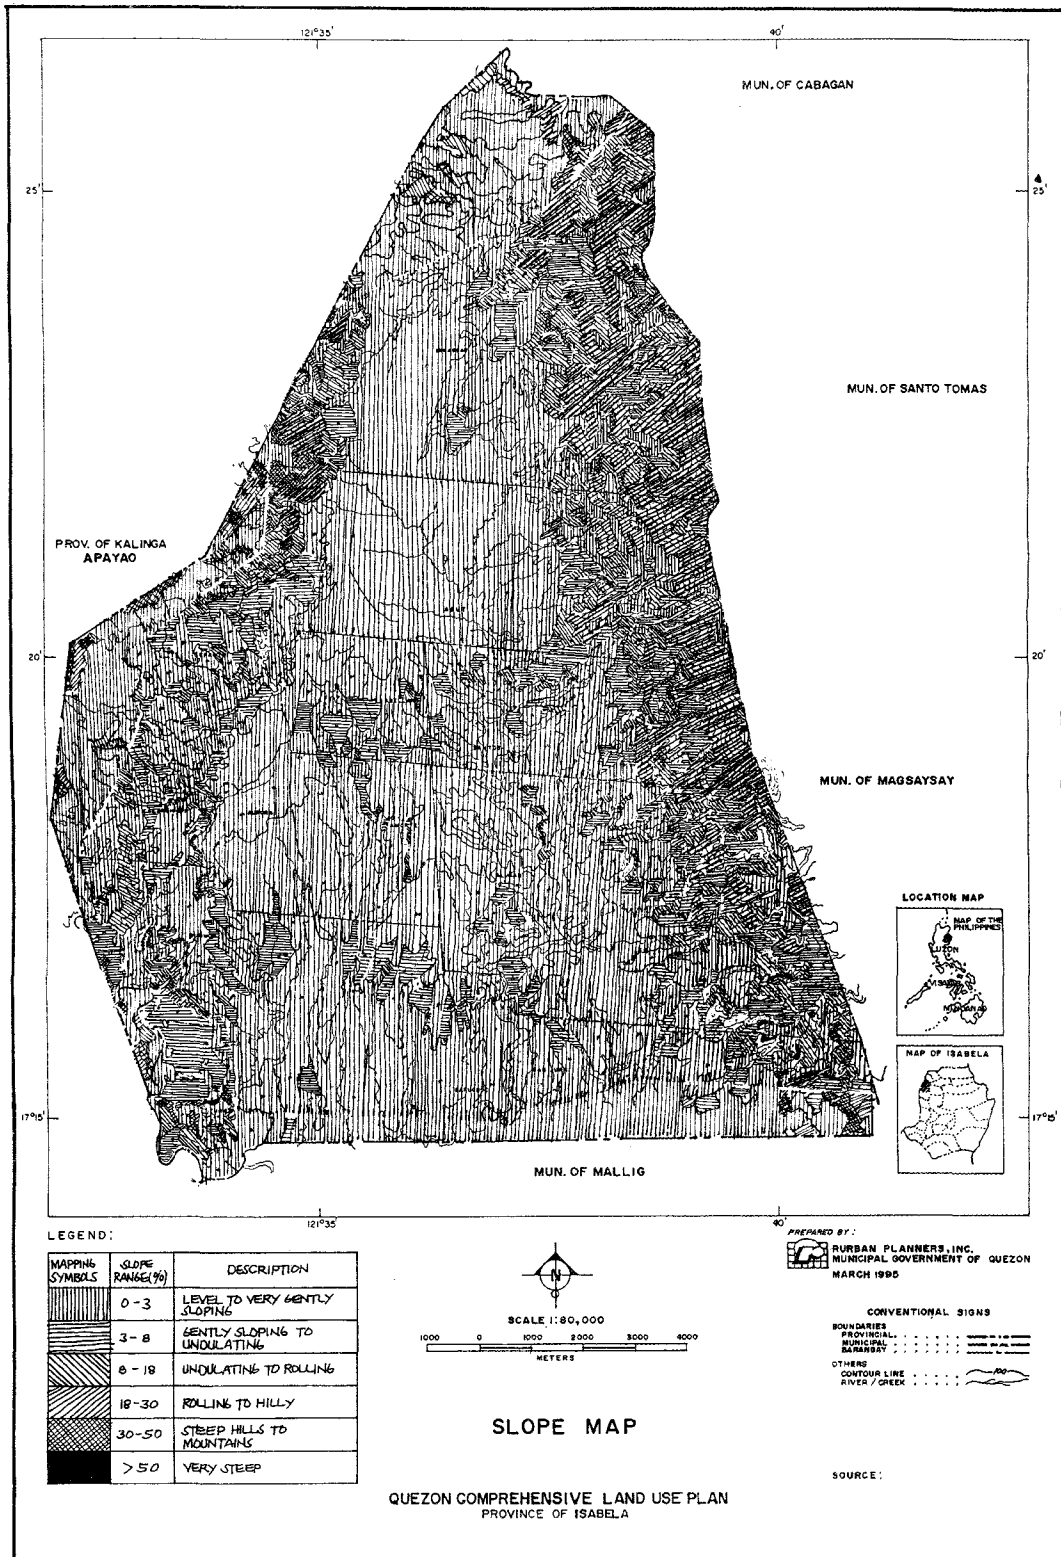 121°35'
40'
MUN. OF CABAGAN
25'
25'
MUN. OF SANTO TOMAS
PROV. OF KALINGA
APAYAO
20'
20'
MUN. OF MAGSAYSAY
LOCATION MAP
MAP OF THE
PHILIPPINES
LUZON
MAP OF ISABELA
17°15'
17°15'
MUN. OF MALLIG
121°35'
40'
LEGEND:
MAPPING SYMBOLS
SLOPE RANGE(%)
DESCRIPTION
0-3 LEVEL TO VERY GENTLY SLOPING
3-8 GENTLY SLOPING TO UNDULATING
8-18 UNDULATING TO ROLLING
18-30 ROLLING TO HILLY
30-50 STEEP HILLS TO MOUNTAINS
>50 VERY STEEP
N
SCALE 1:80,000
1000 0 1000 2000 3000 4000
METERS
SLOPE MAP
QUEZON COMPREHENSIVE LAND USE PLAN
PROVINCE OF ISABELA
PREPARED BY:
RURBAN PLANNERS, INC.
MUNICIPAL GOVERNMENT OF QUEZON
MARCH 1995
CONVENTIONAL SIGNS
BOUNDARIES
PROVINCIAL
MUNICIPAL
BARANGAY
OTHERS
CONTOUR LINE 100
RIVER / CREEK
SOURCE: